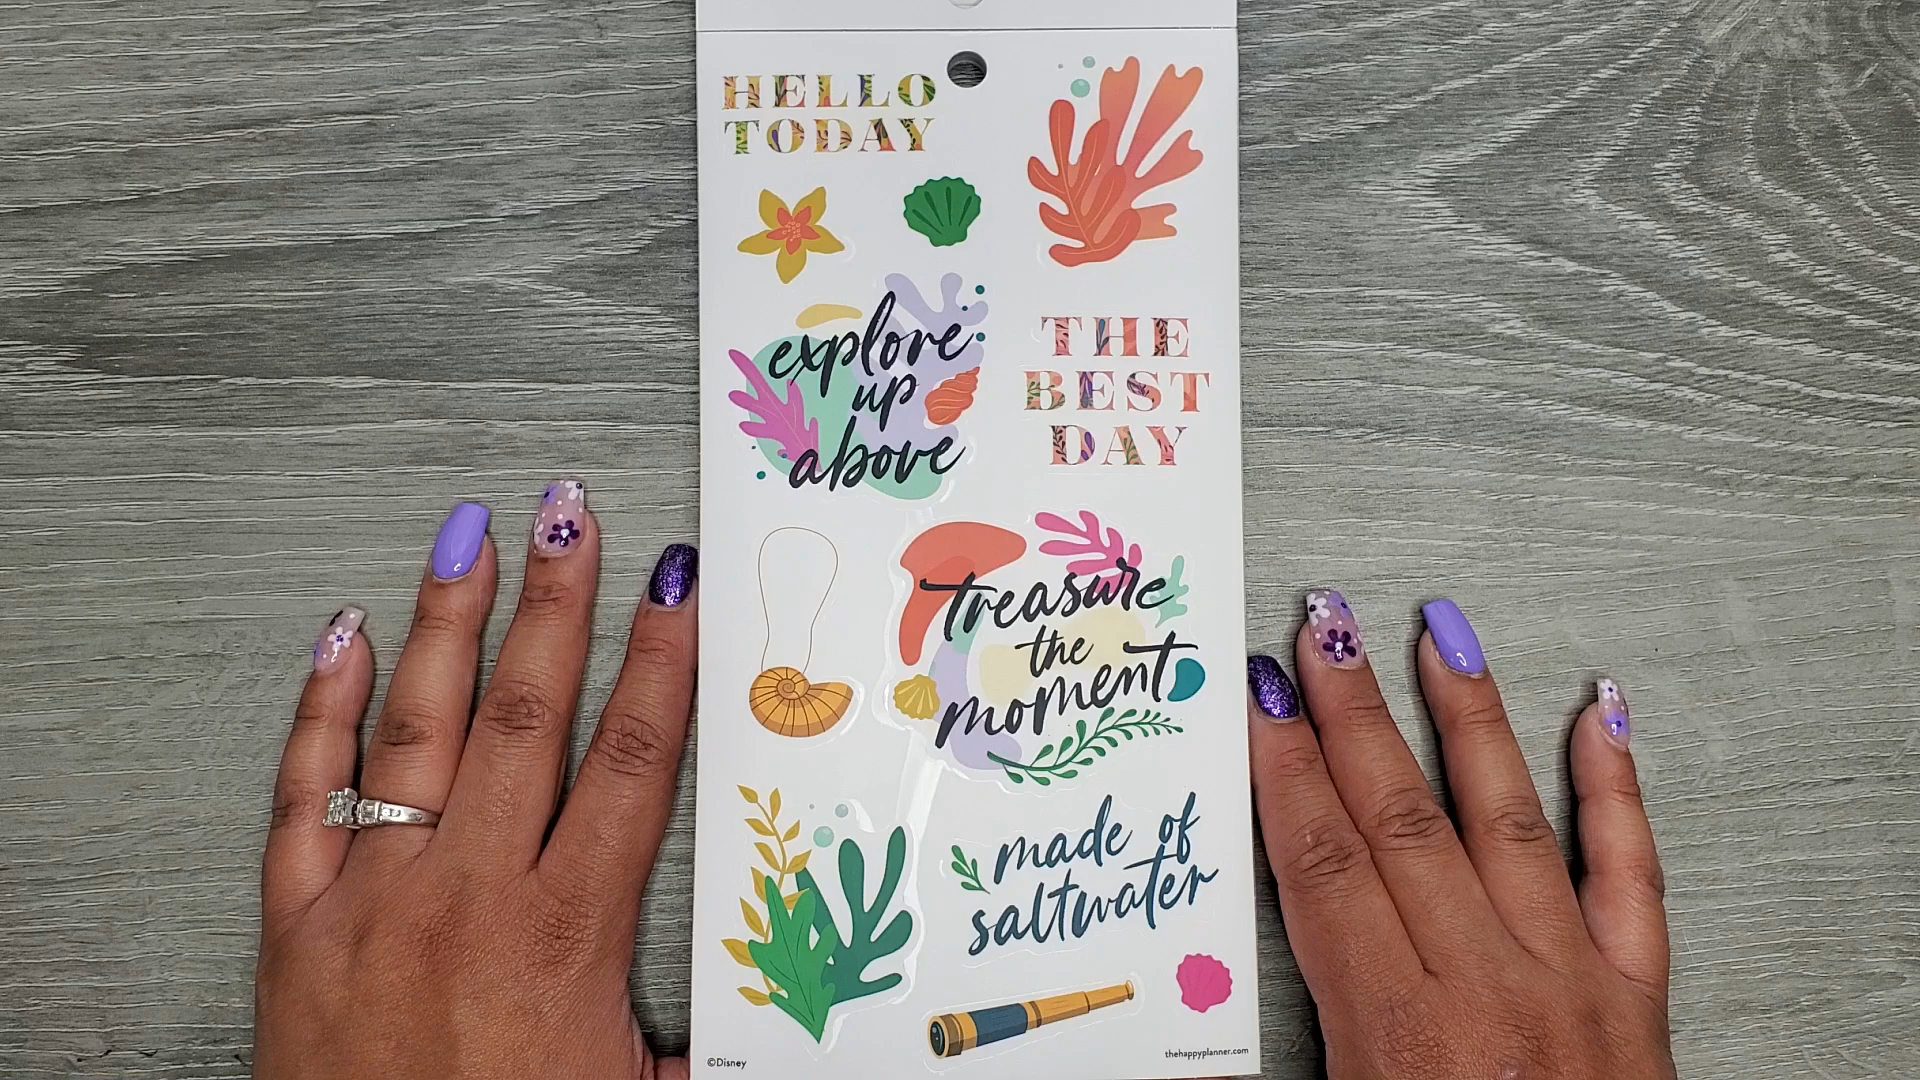 HELLO
TODAY
explore
up
above
THE
BEST
DAY
treasure
the
moment
made of
saltwater
©Disney
thehappyplanner.com